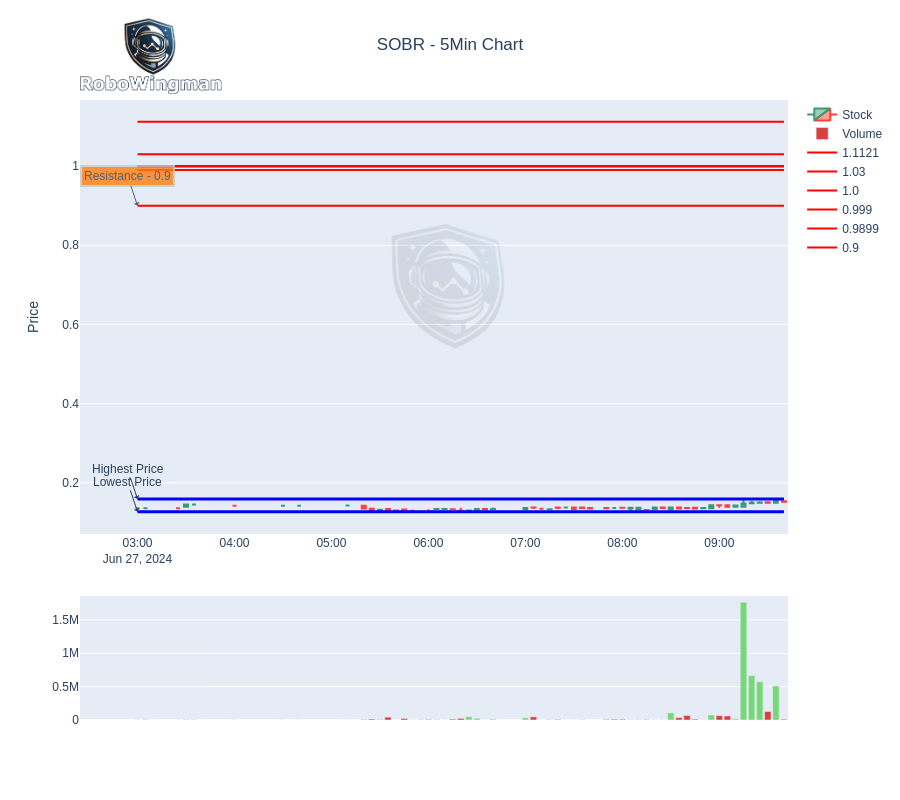 RoboWingman
SOBR - 5Min Chart
Stock
Volume
1.1121
1.03
1.0
0.999
0.9899
0.9
Price
1
0.8
0.6
0.4
0.2
Resistance - 0.9
Highest Price
Lowest Price
03:00
04:00
05:00
06:00
07:00
08:00
09:00
Jun 27, 2024
1.5M
1M
0.5M
0